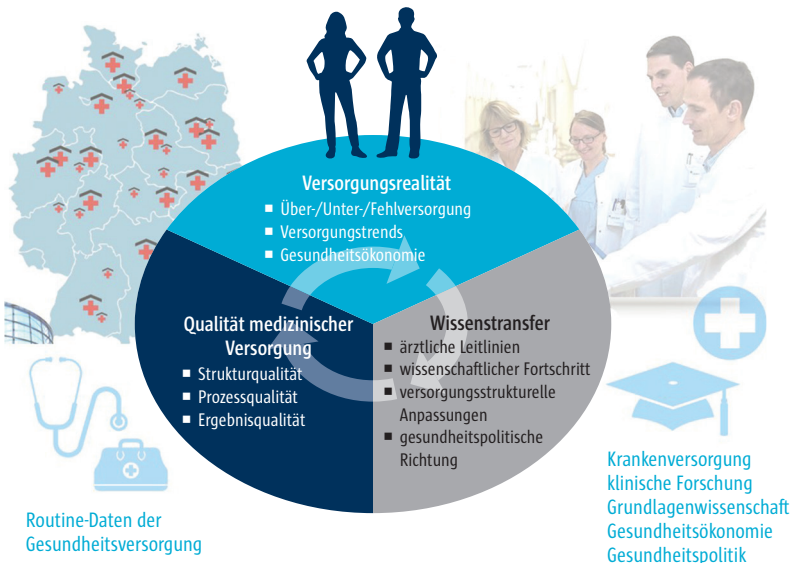 Versorgungsrealität
Über-/Unter-/Fehlversorgung
Versorgungstrends
Gesundheitsökonomie
Qualität medizinischer
Versorgung
Strukturqualität
Prozessqualität
Ergebnisqualität
Wissenstransfer
ärztliche Leitlinien
wissenschaftlicher Fortschritt
versorgungsstrukturelle
Anpassungen
gesundheitspolitische
Richtung
Routine-Daten der
Gesundheitsversorgung
Krankenversorgung
klinische Forschung
Grundlagenwissenschaft
Gesundheitsökonomie
Gesundheitspolitik